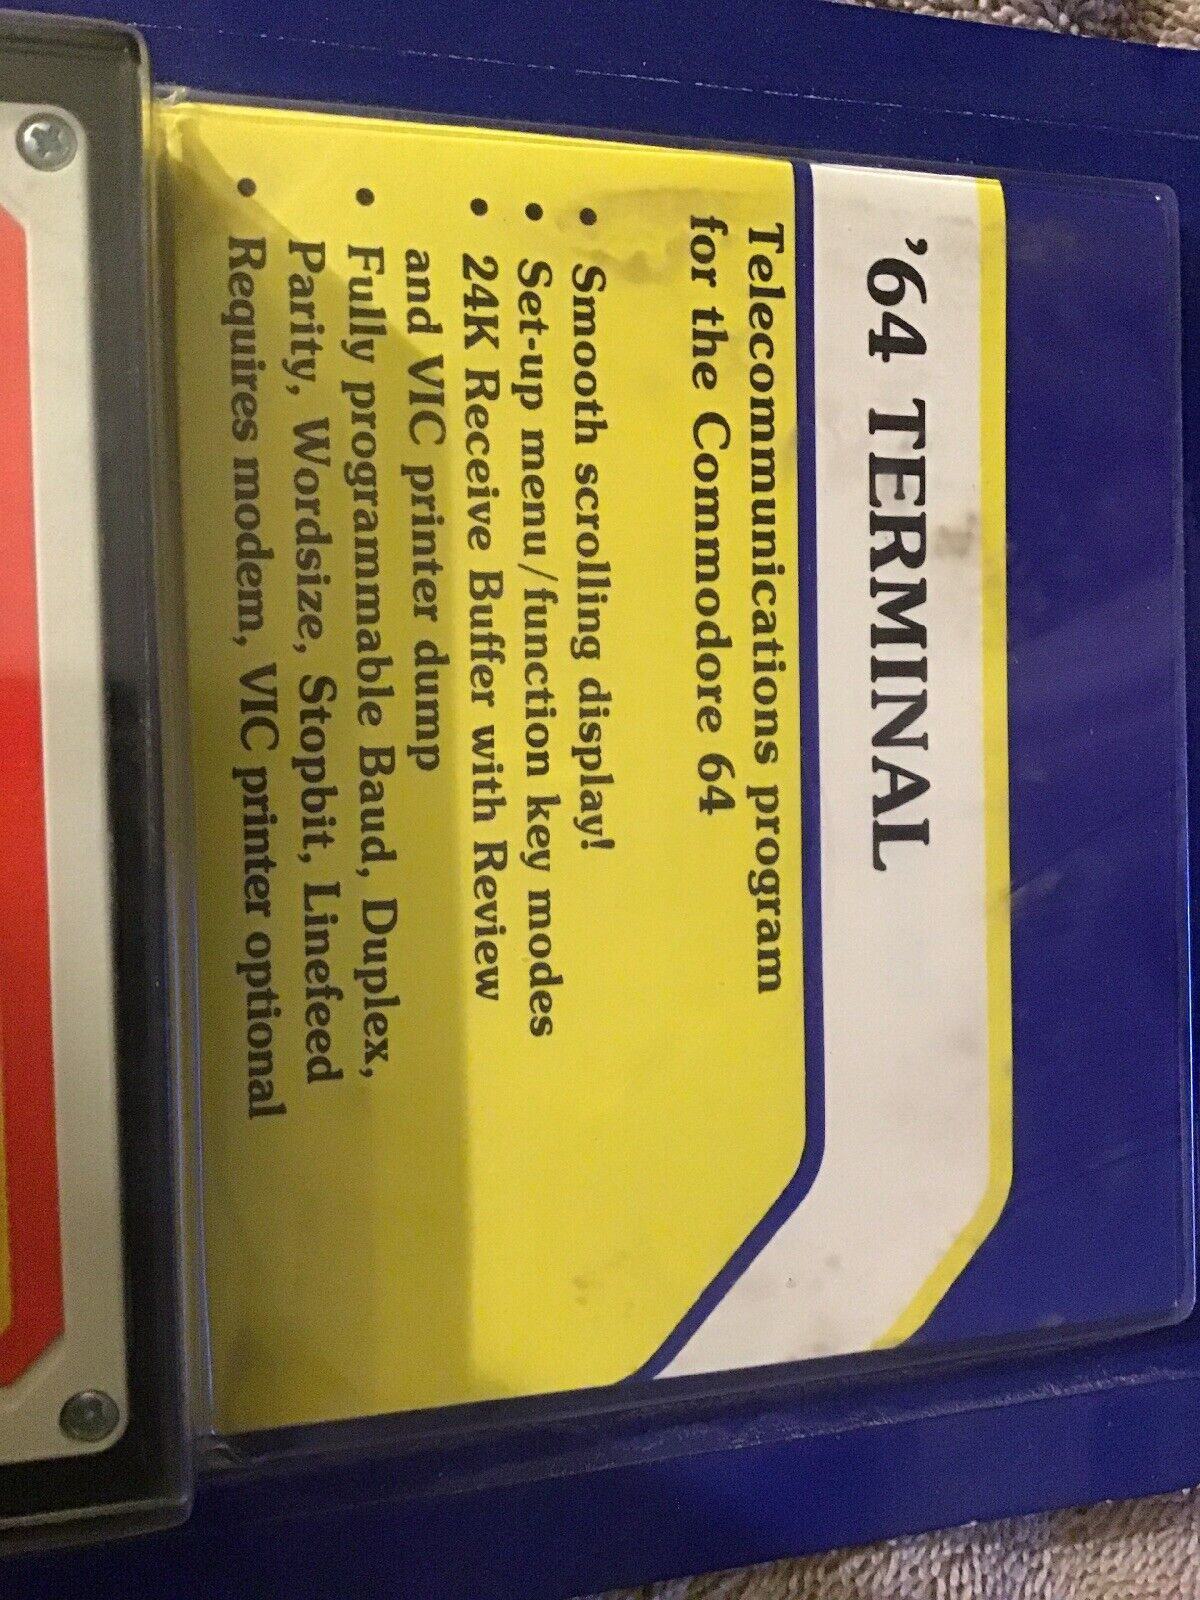 ’64 TERMINAL
Telecommunications program
for the Commodore 64
• Smooth scrolling display!
• Set-up menu/function key modes
• 24K Receive Buffer with Review
and VIC printer dump
• Fully programmable Baud, Duplex,
Parity, Wordsize, Stopbit, Linefeed
• Requires modem, VIC printer optional